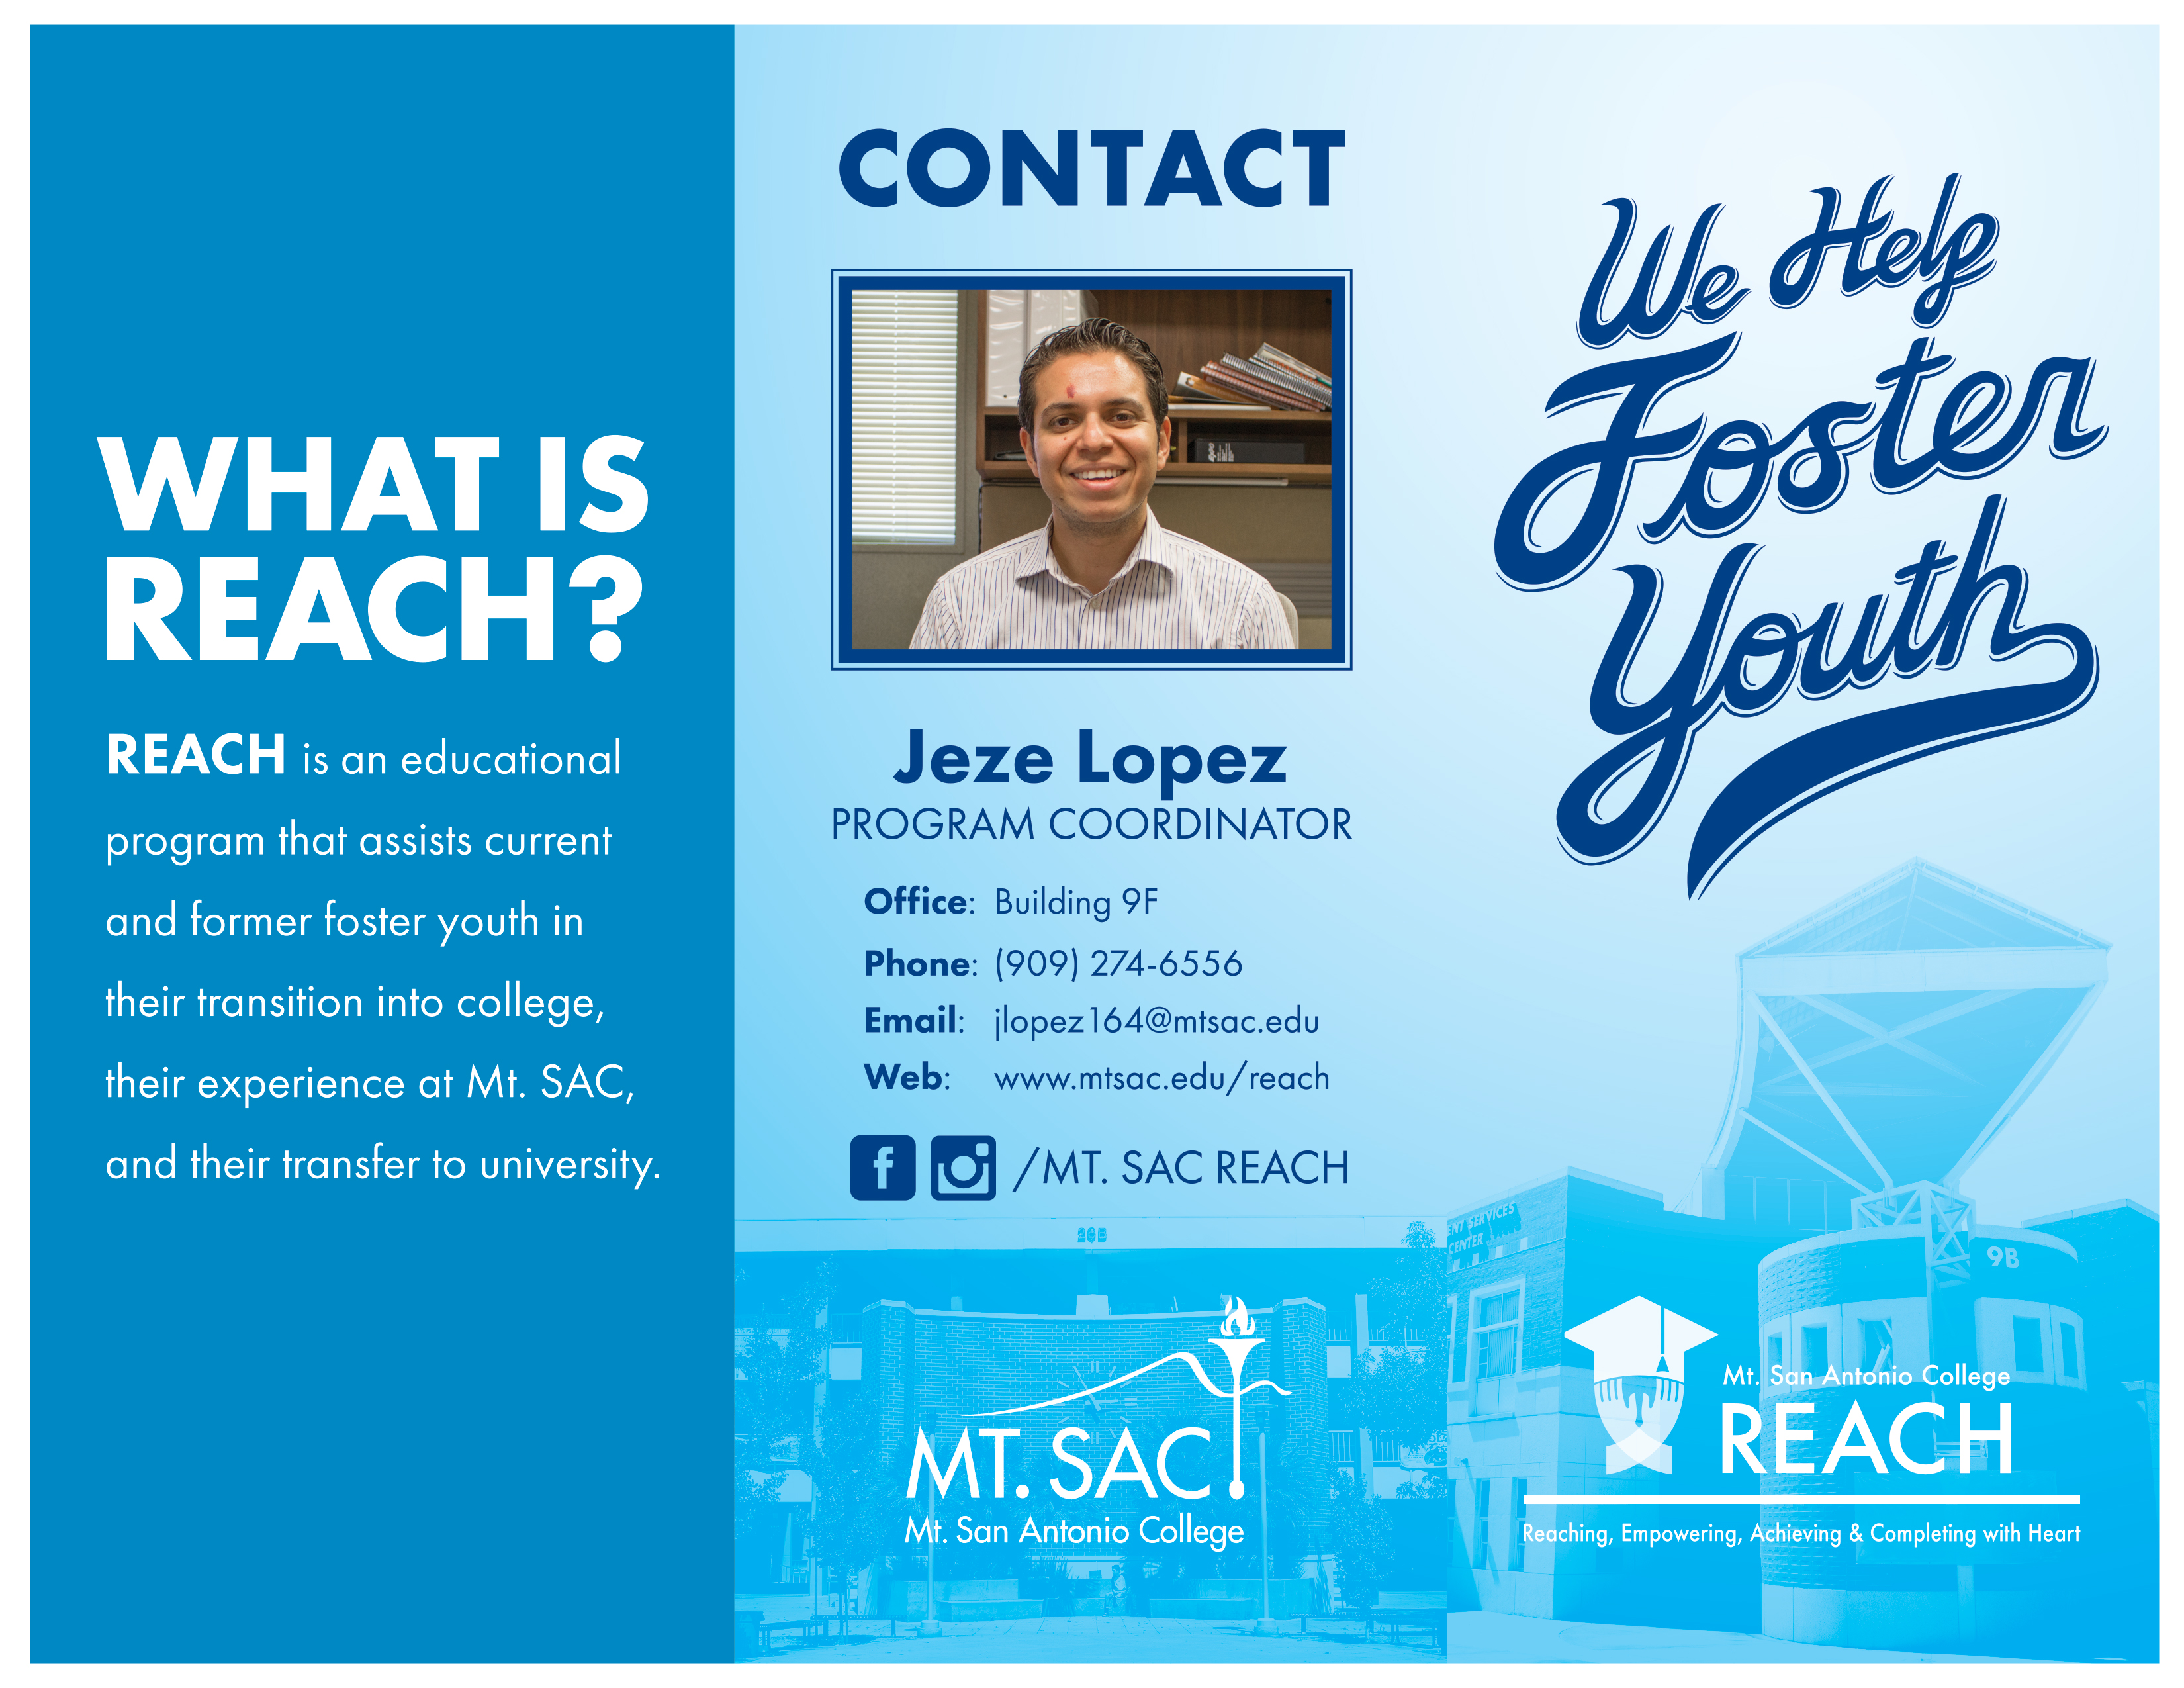 WHAT IS
REACH?
REACH is an educational
program that assists current
and former foster youth in
their transition into college,
their experience at Mt. SAC,
and their transfer to university.
CONTACT
Jeze Lopez
PROGRAM COORDINATOR
Office: Building 9F
Phone: (909) 274-6556
Email: jlopez164@mtsac.edu
Web: www.mtsac.edu/reach
/MT. SAC REACH
26B
MT. SAC
Mt. San Antonio College
We Help
Foster
Youth
ENT SERVICES
CENTER
9B
Mt. San Antonio College
REACH
Reaching, Empowering, Achieving & Completing with Heart